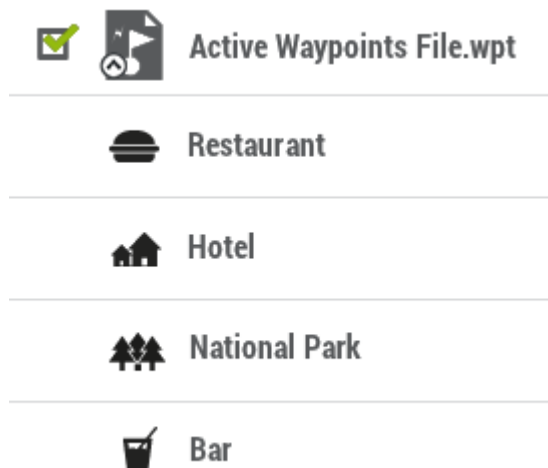 Active Waypoints File.wpt
Restaurant
Hotel
National Park
Bar